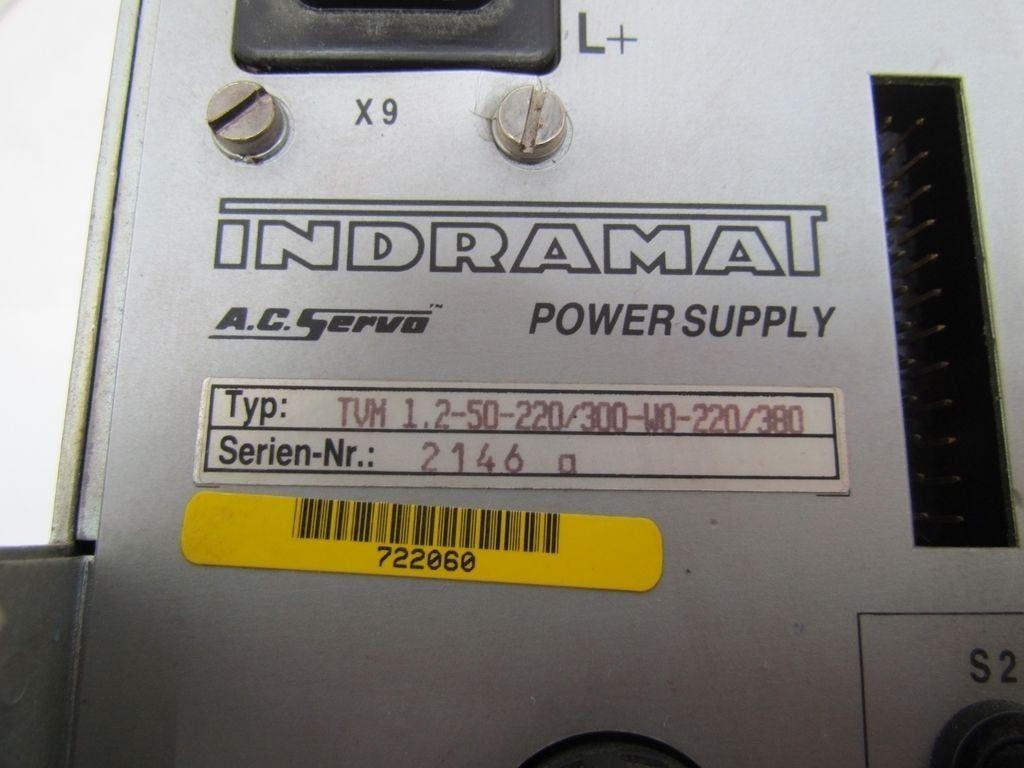 L+
X9
INDRAMAT
A.C. Servo™
POWER SUPPLY
Typ: TVM 1.2-50-220/300-W0-220/380
Serien-Nr.: 2146 a
722060
S2